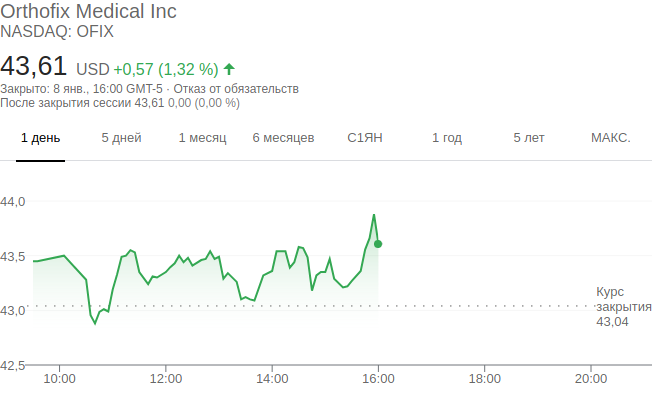 Orthofix Medical Inc
NASDAQ: OFIX
43,61 USD +0,57 (1,32 %)
Закрыто: 8 янв., 16:00 GMT-5 · Отказ от обязательств
После закрытия сессии 43,61 0,00 (0,00 %)
1 день 5 дней 1 месяц 6 месяцев С1ЯН 1 год 5 лет МАКС.
44,0
43,5
43,0
42,5
Курс
закрытия
43,04
10:00 12:00 14:00 16:00 18:00 20:00